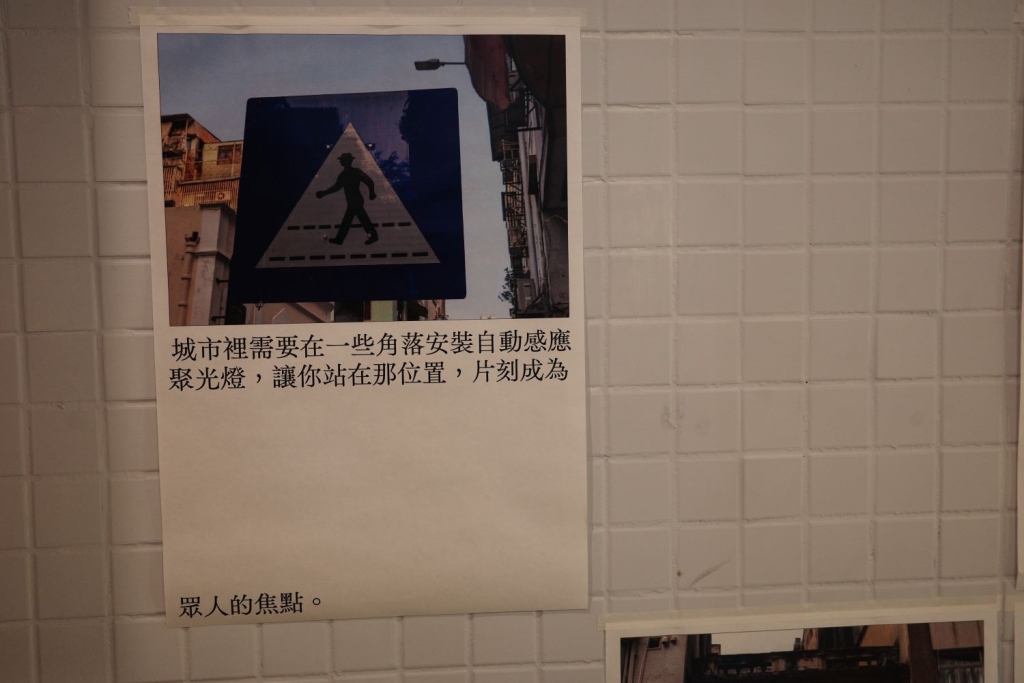 城市裡需要在一些角落安裝自動感應
聚光燈，讓你站在那位置，片刻成為
眾人的焦點。